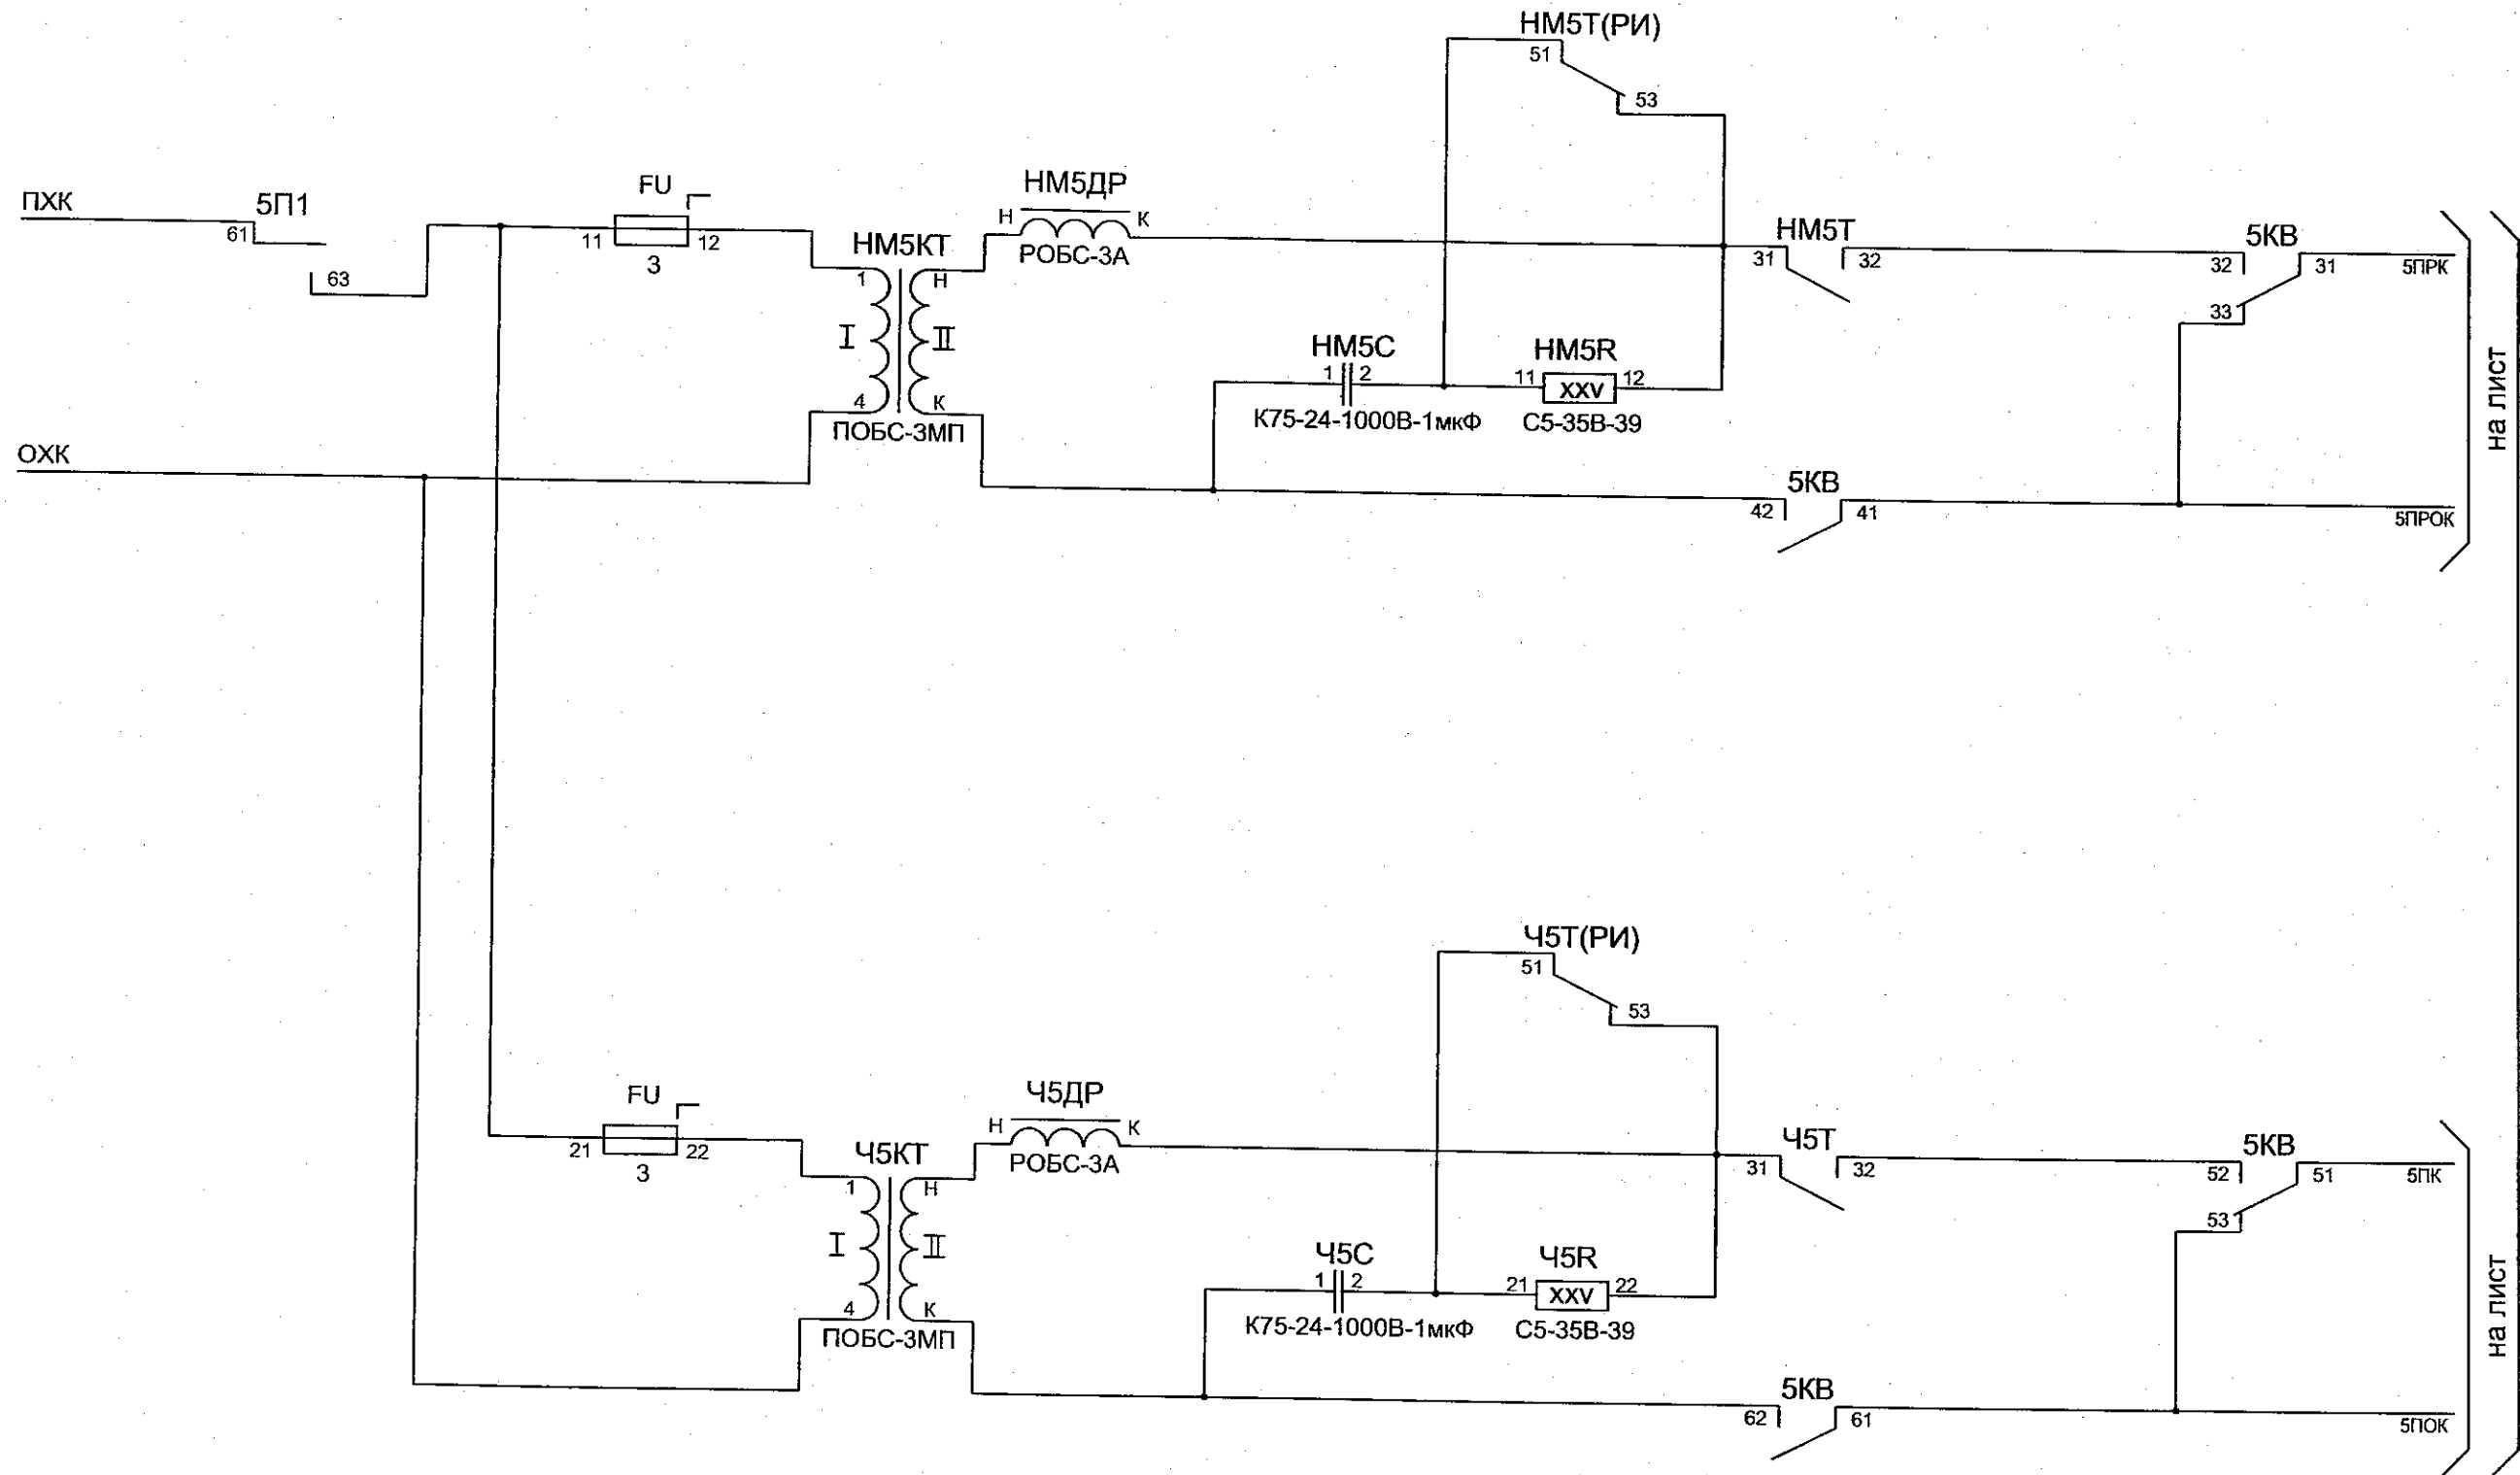 НМ5Т(РИ)
51
53
ПХК
5П1
61
63
FU
11
12
3
НМ5КТ
1
Н
I
II
4
К
ПОБС-3МП
НМ5ДР
Н
К
РОБС-3А
НМ5Т
31
32
5КВ
32
31
5ПРК
33
НМ5С
1
2
К75-24-1000В-1мкФ
НМ5R
11
12
XXV
С5-35В-39
на лист
ОХК
5КВ
42
41
5ПРОК
Ч5Т(РИ)
51
53
FU
21
22
3
Ч5КТ
1
Н
I
II
4
К
ПОБС-3МП
Ч5ДР
Н
К
РОБС-3А
Ч5Т
31
32
5КВ
52
51
5ПК
53
Ч5С
1
2
К75-24-1000В-1мкФ
Ч5R
21
22
XXV
С5-35В-39
на лист
5КВ
62
61
5ПОК